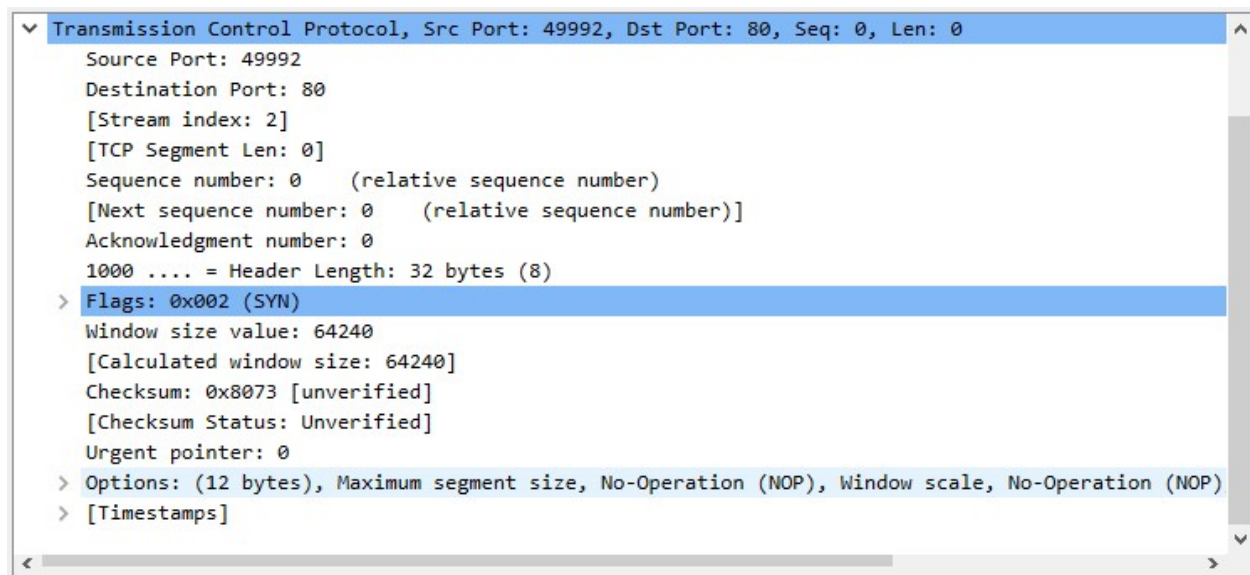 Transmission Control Protocol, Src Port: 49992, Dst Port: 80, Seq: 0, Len: 0
Source Port: 49992
Destination Port: 80
[Stream index: 2]
[TCP Segment Len: 0]
Sequence number: 0    (relative sequence number)
[Next sequence number: 0    (relative sequence number)]
Acknowledgment number: 0
1000 .... = Header Length: 32 bytes (8)
Flags: 0x002 (SYN)
Window size value: 64240
[Calculated window size: 64240]
Checksum: 0x8073 [unverified]
[Checksum Status: Unverified]
Urgent pointer: 0
Options: (12 bytes), Maximum segment size, No-Operation (NOP), Window scale, No-Operation (NOP)
[Timestamps]